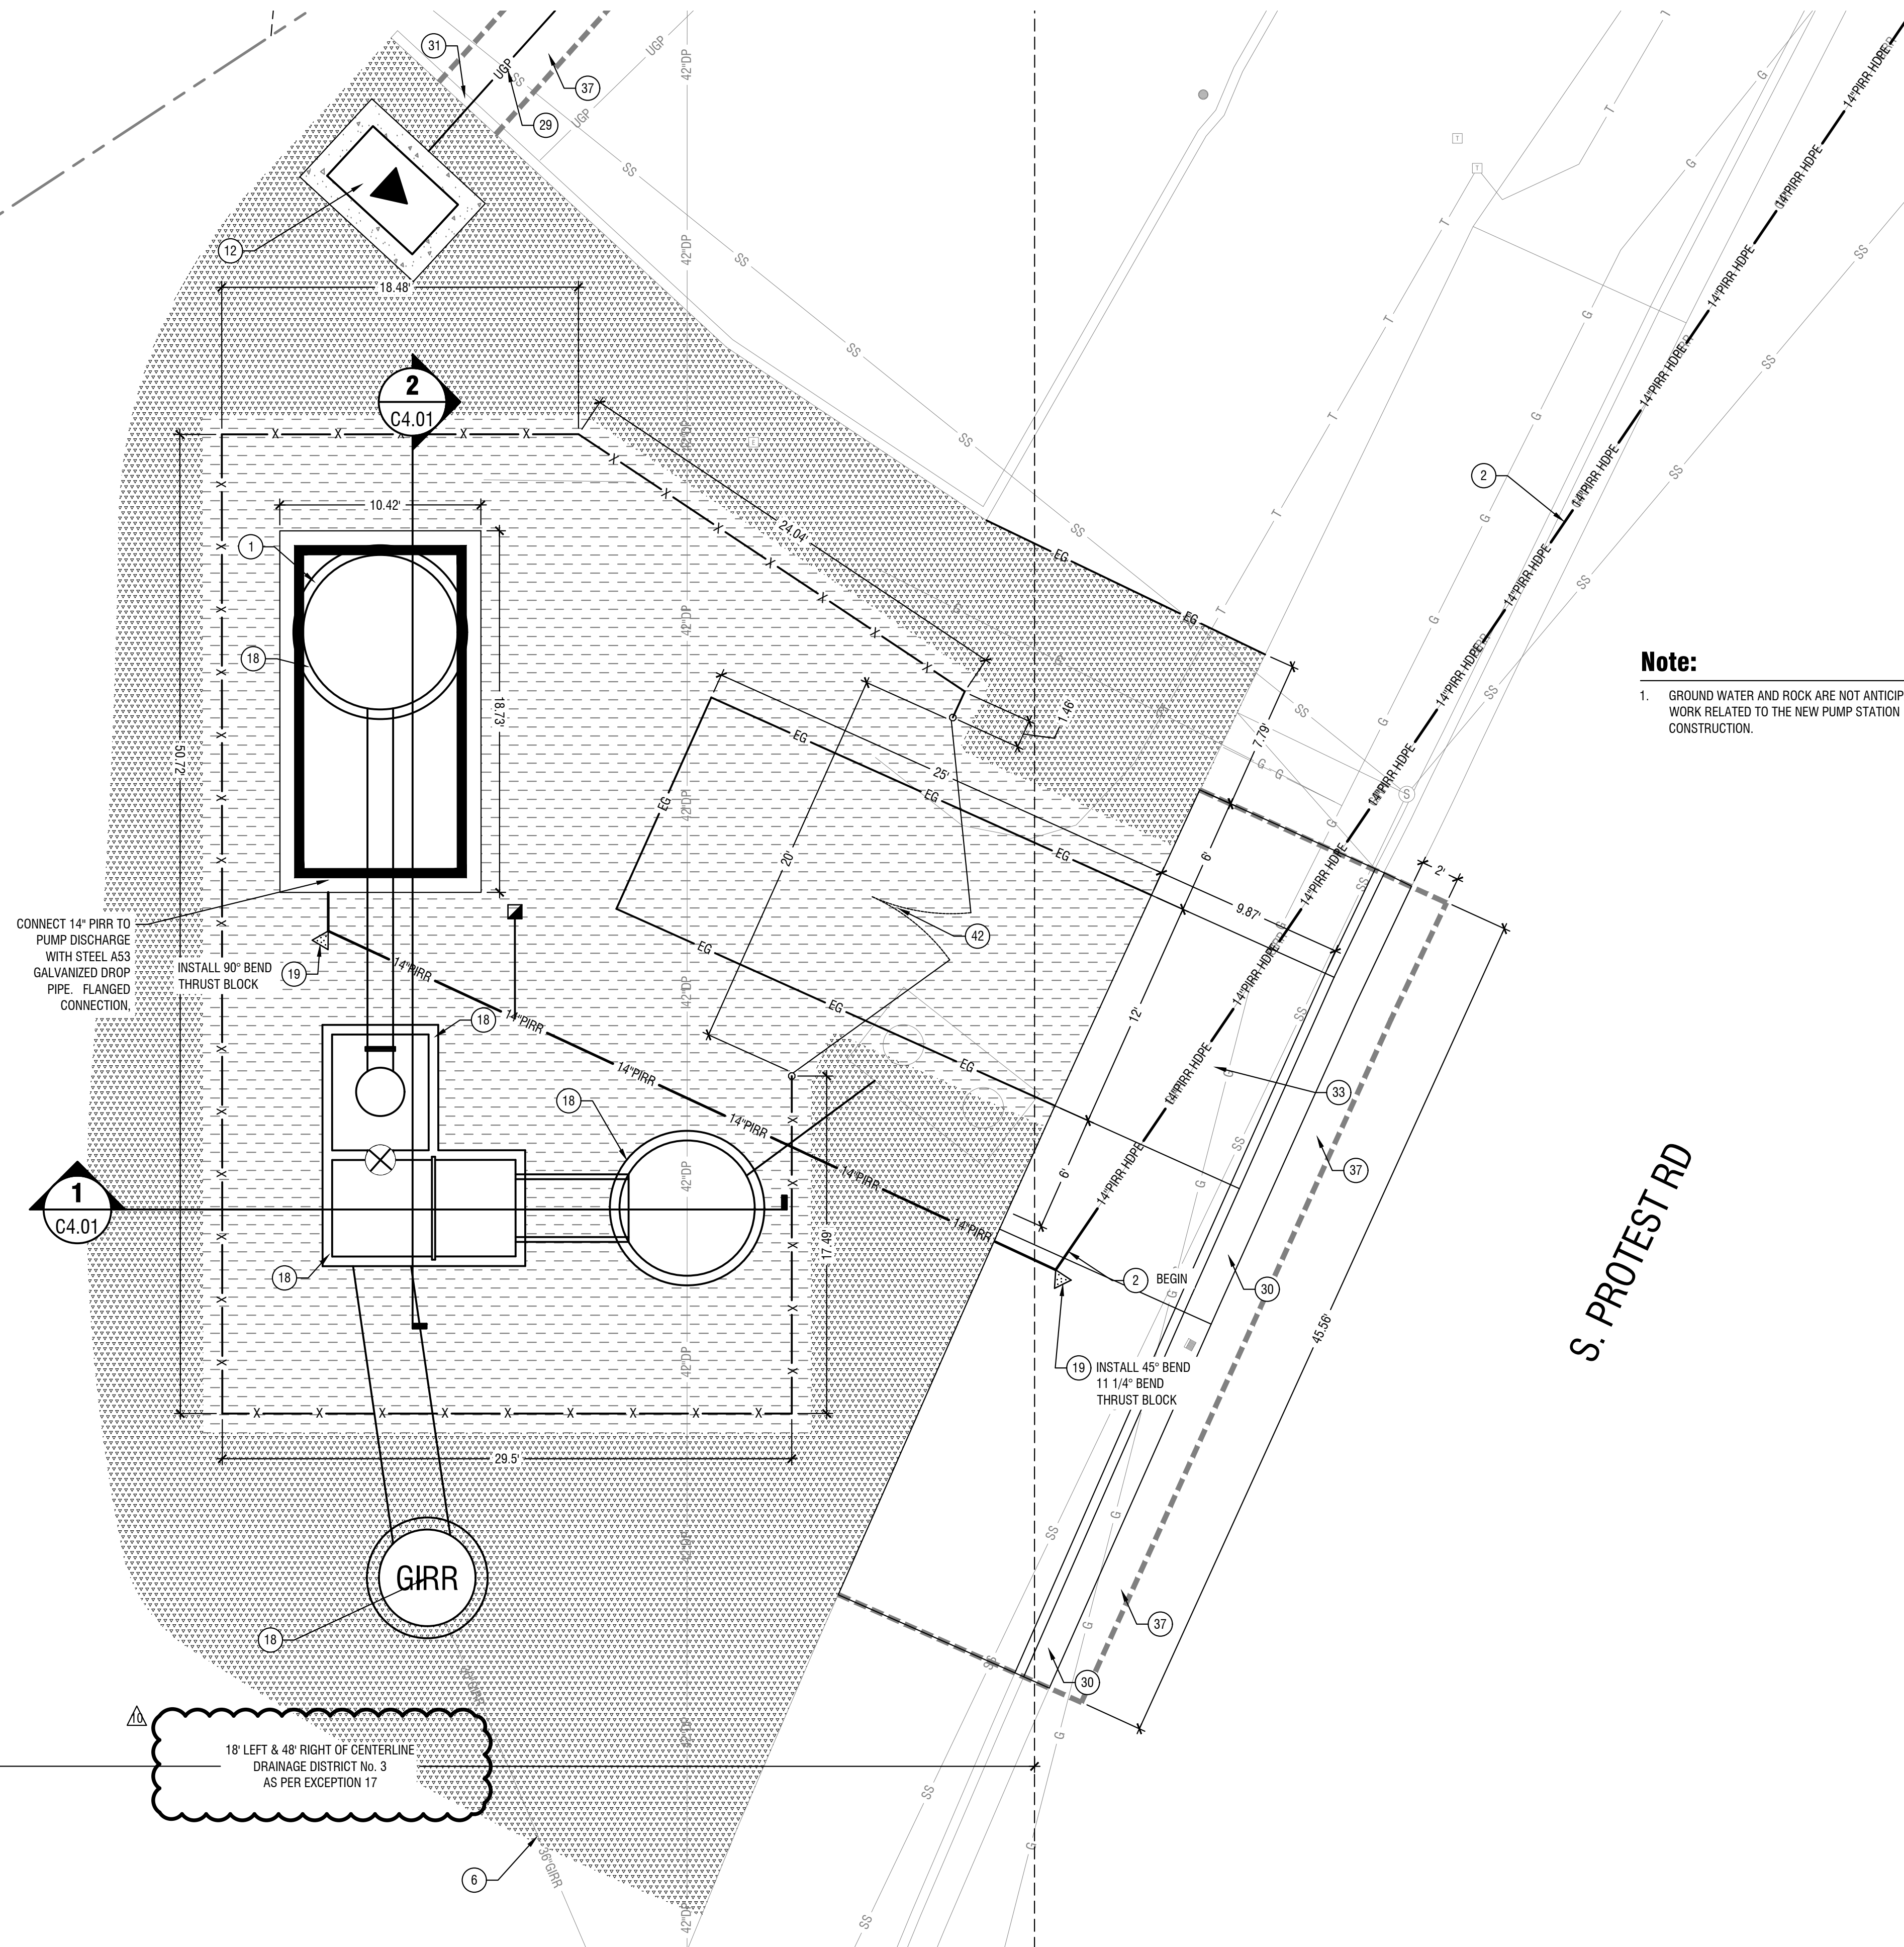 31
UGP
SS
37
29
UGP
UGP
42"DP
12
18.48'
2
C4.01
10.42'
1
18
18.73'
50.72'
24.04'
EG
EG
1.46'
7.79'
EG
EG
25'
EG
EG
20'
6'
9.87'
2'
12'
42
CONNECT 14" PIRR TO
PUMP DISCHARGE
WITH STEEL A53
GALVANIZED DROP
PIPE. FLANGED
CONNECTION,
19
INSTALL 90° BEND
THRUST BLOCK
14"PIRR
14"PIRR
14"PIRR
14"PIRR
14"PIRR
14"PIRR
EG
EG
EG
18
18
18
1
C4.01
17.49'
6'
33
37
30
2 BEGIN
45.56'
19 INSTALL 45° BEND
11 1/4° BEND
THRUST BLOCK
29.5'
GIRR
18
37
30
10
18' LEFT & 48' RIGHT OF CENTERLINE
DRAINAGE DISTRICT No. 3
AS PER EXCEPTION 17
6
36"GIRR
42"DP
14"PIRR HDPE
14"PIRR HDPE
14"PIRR HDPE
14"PIRR HDPE
2
S
T
G
SS
S. PROTEST RD
Note:
1. GROUND WATER AND ROCK ARE NOT ANTICIP
WORK RELATED TO THE NEW PUMP STATION
CONSTRUCTION.